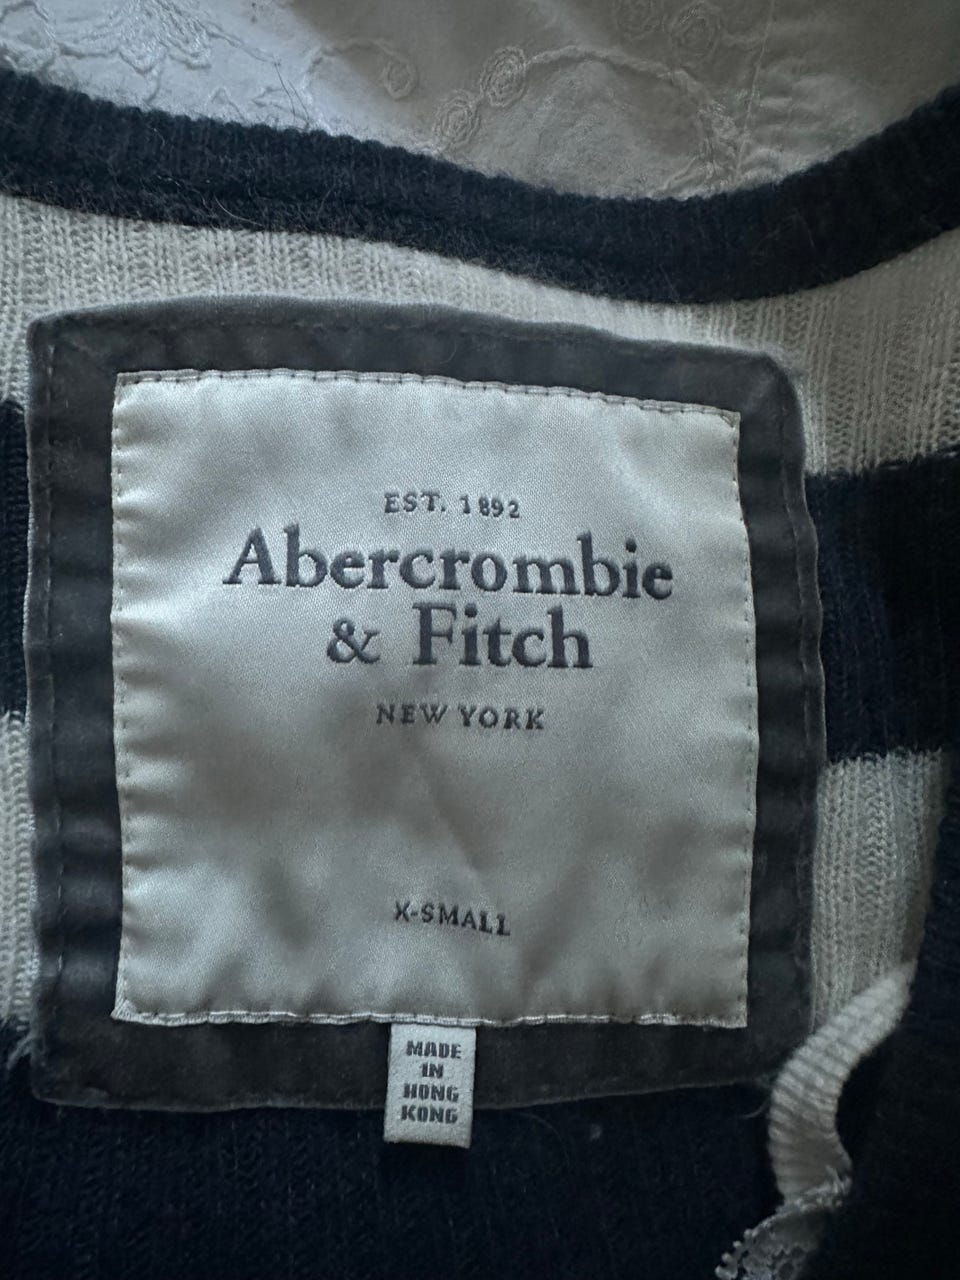 EST. 1892
Abercrombie
& Fitch
NEW YORK
X-SMALL
MADE
IN
HONG
KONG